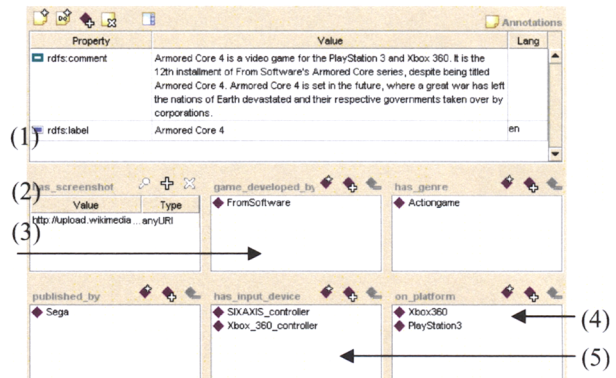 Annotations
Property Value Lang
rdfs:comment Armored Core 4 is a video game for the PlayStation 3 and Xbox 360. It is the
12th installment of From Software's Armored Core series, despite being titled
Armored Core 4. Armored Core 4 is set in the future, where a great war has left
the nations of Earth devastated and their respective governments taken over by
corporations.
(1)
rdfs:label Armored Core 4 en
has_screenshot game_developed_by has_genre
(2)
Value Type FromSoftware Actiongame
http://upload.wikimedia ... anyURI
(3)
published_by has_input_device on_platform
Sega SIXAXIS_controller Xbox360
Xbox_360_controller PlayStation3
(4)
(5)